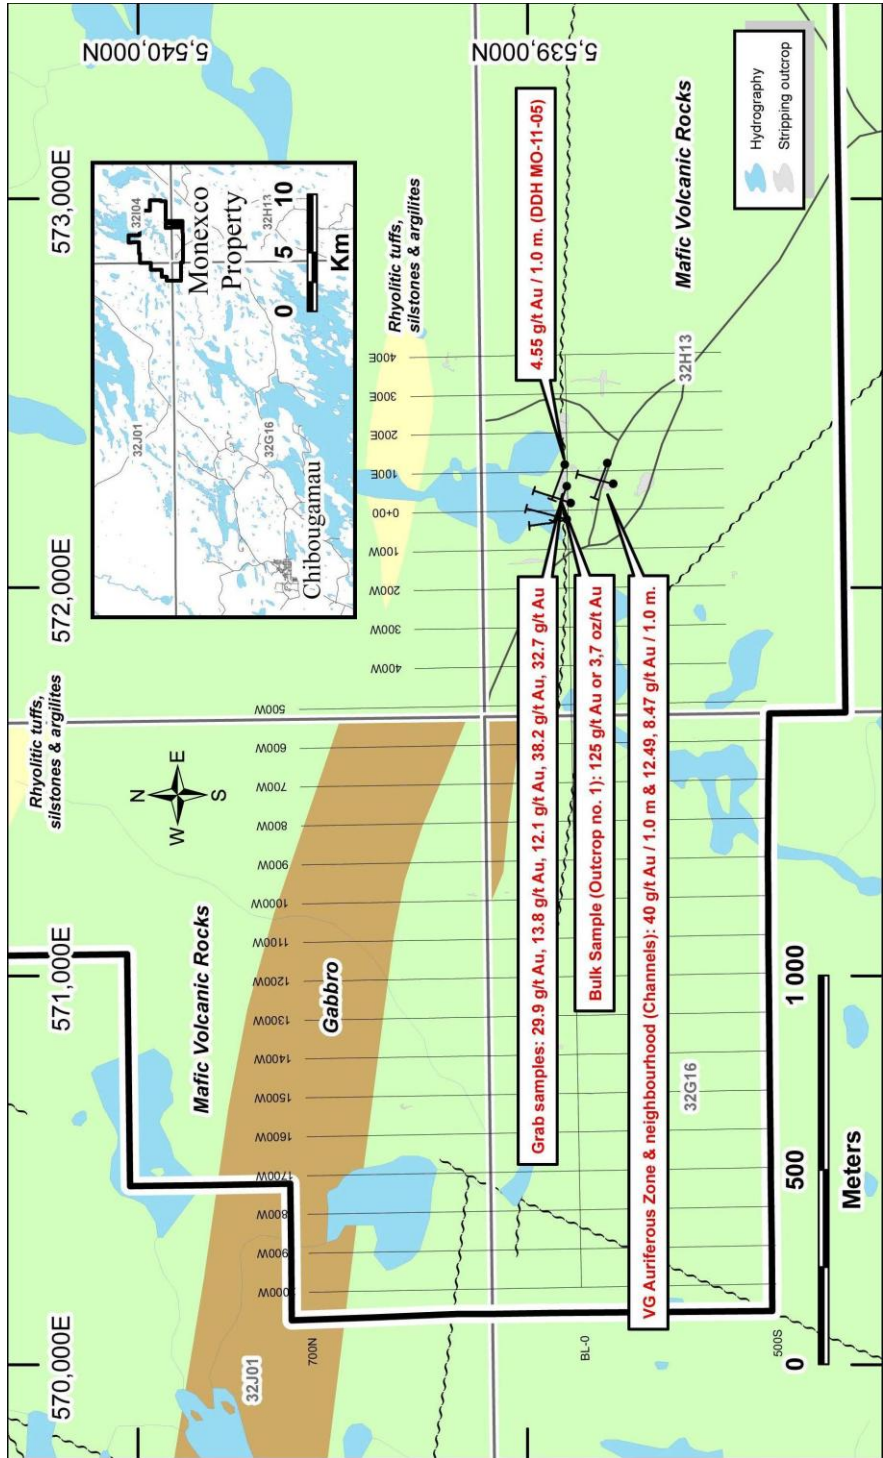 570,000E
571,000E
572,000E
573,000E
5,540,000N
5,539,000N
Rhyolitic tuffs,
silstones & argilites
N
W
E
S
Mafic Volcanic Rocks
Gabbro
32J01
32J01
32I04
Monexco
Property
32G16
32H13
Chibougamau
0
5
10
Km
Rhyolitic tuffs,
silstones & argilites
700N
BL-0
500S
000W
900W
800W
1700W
1600W
1500W
1400W
1300W
1200W
1100W
1000W
900W
800W
700W
600W
500W
400W
300W
200W
100W
0+00
100E
200E
300E
400E
4.55 g/t Au / 1.0 m. (DDH MO-11-05)
Grab samples: 29.9 g/t Au, 13.8 g/t Au, 12.1 g/t Au, 38.2 g/t Au, 32.7 g/t Au
Bulk Sample (Outcrop no. 1): 125 g/t Au or 3,7 oz/t Au
VG Auriferous Zone & neighbourhood (Channels): 40 g/t Au / 1.0 m & 12.49, 8.47 g/t Au / 1.0 m.
32G16
32H13
Mafic Volcanic Rocks
0
500
1 000
Meters
Hydrography
Stripping outcrop